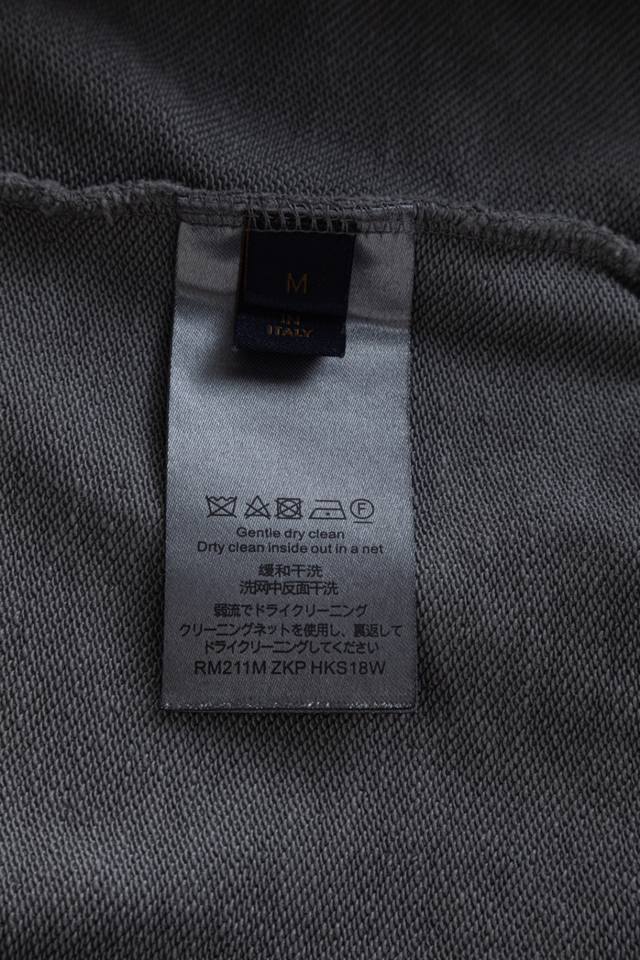 M
IN
ITALY
F
Gentle dry clean
Drty clean inside out in a net
缓和干洗
洗网中反面干洗
弱流でドライクリーニング
クリーニングネットを使用し、裏返して
ドライクリーニングしてください
RM211M ZKP HKS18W